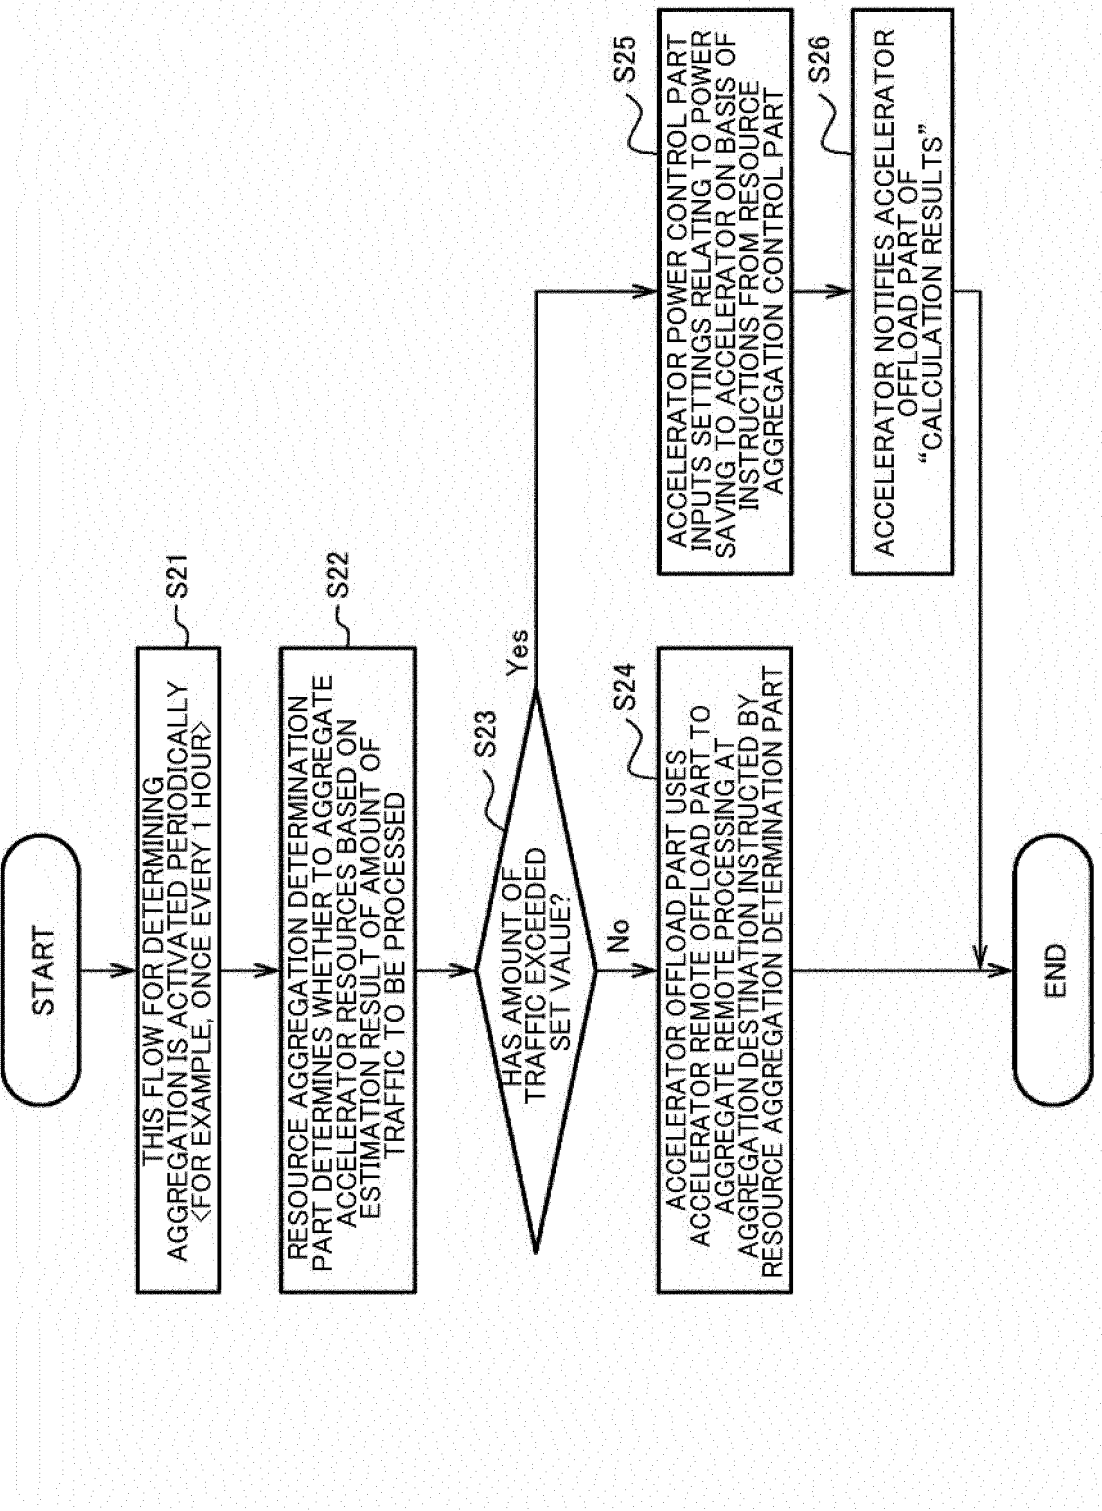 START
S21
THIS FLOW FOR DETERMINING
AGGREGATION IS ACTIVATED PERIODICALLY
<FOR EXAMPLE, ONCE EVERY 1 HOUR>
S22
RESOURCE AGGREGATION DETERMINATION
PART DETERMINES WHETHER TO AGGREGATE
ACCELERATOR RESOURCES BASED ON
ESTIMATION RESULT OF AMOUNT OF
TRAFFIC TO BE PROCESSED
S23
HAS AMOUNT OF
TRAFFIC EXCEEDED
SET VALUE?
Yes
No
S24
ACCELERATOR OFFLOAD PART USES
ACCELERATOR REMOTE OFFLOAD PART TO
AGGREGATE REMOTE PROCESSING AT
AGGREGATION DESTINATION INSTRUCTED BY
RESOURCE AGGREGATION DETERMINATION PART
S25
ACCELERATOR POWER CONTROL PART
INPUTS SETTINGS RELATING TO POWER
SAVING TO ACCELERATOR ON BASIS OF
INSTRUCTIONS FROM RESOURCE
AGGREGATION CONTROL PART
S26
ACCELERATOR NOTIFIES ACCELERATOR
OFFLOAD PART OF
“CALCULATION RESULTS”
END